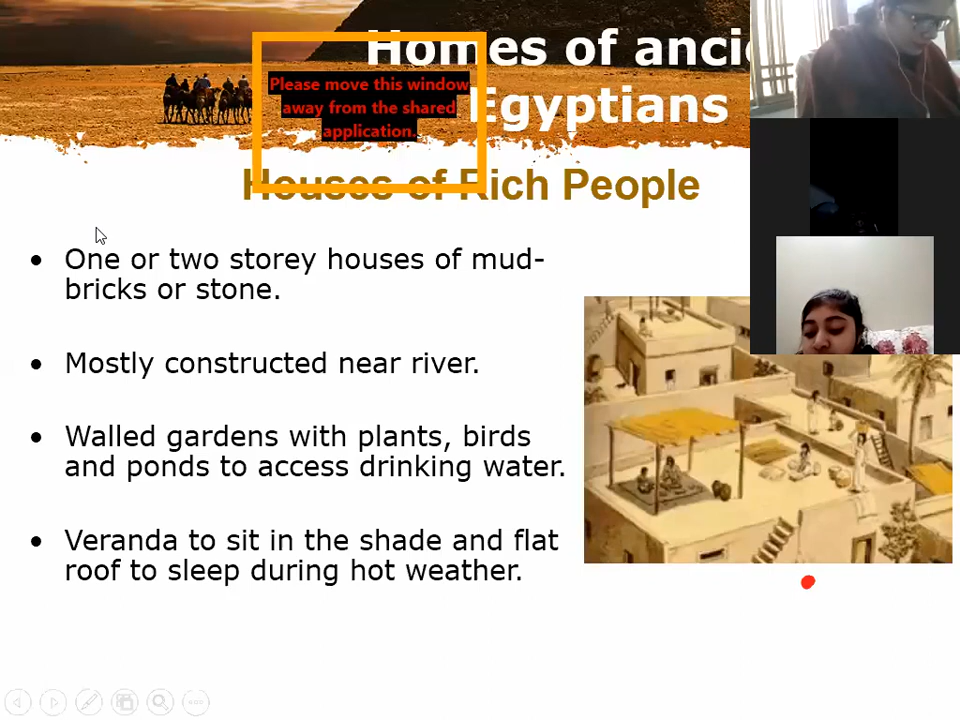 Homes of ancie
Egyptians
Please move this window
away from the shared
application.
Houses of Rich People
• One or two storey houses of mud-
bricks or stone.
• Mostly constructed near river.
• Walled gardens with plants, birds
and ponds to access drinking water.
• Veranda to sit in the shade and flat
roof to sleep during hot weather.